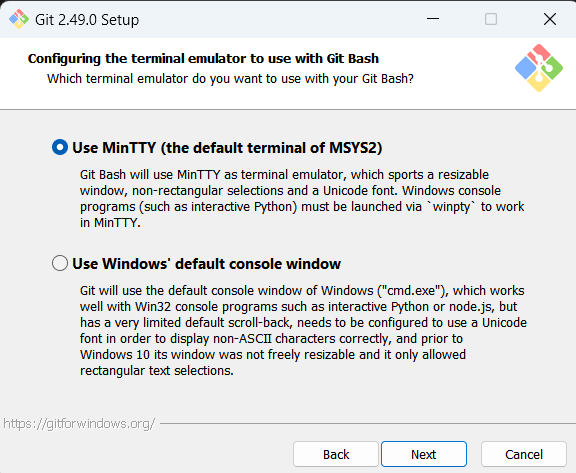 Git 2.49.0 Setup
Configuring the terminal emulator to use with Git Bash
Which terminal emulator do you want to use with your Git Bash?
Use MinTTY (the default terminal of MSYS2)
Git Bash will use MinTTY as terminal emulator, which sports a resizable
window, non-rectangular selections and a Unicode font. Windows console
programs (such as interactive Python) must be launched via `winpty` to work
in MinTTY.
Use Windows' default console window
Git will use the default console window of Windows ("cmd.exe"), which works
well with Win32 console programs such as interactive Python or node.js, but
has a very limited default scroll-back, needs to be configured to use a Unicode
font in order to display non-ASCII characters correctly, and prior to
Windows 10 its window was not freely resizable and it only allowed
rectangular text selections.
https://gitforwindows.org/
Back Next Cancel